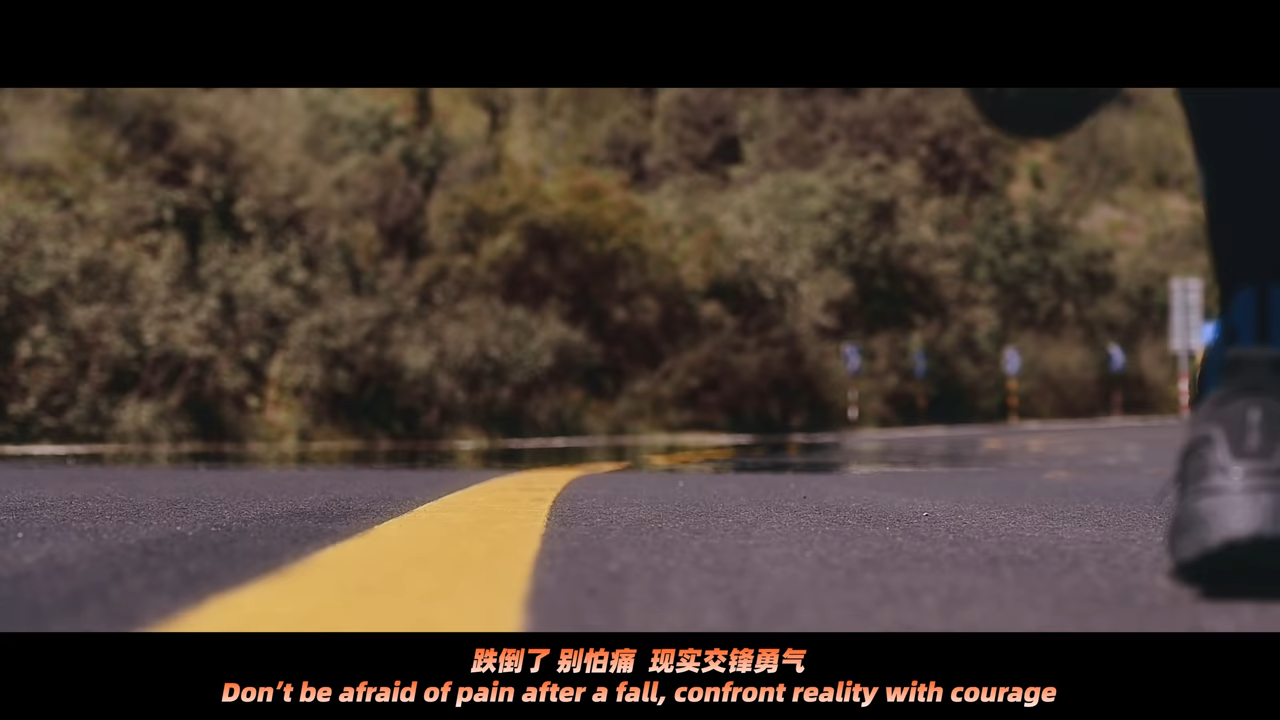 跌倒了 别怕痛 现实交锋勇气
Don't be afraid of pain after a fall, confront reality with courage